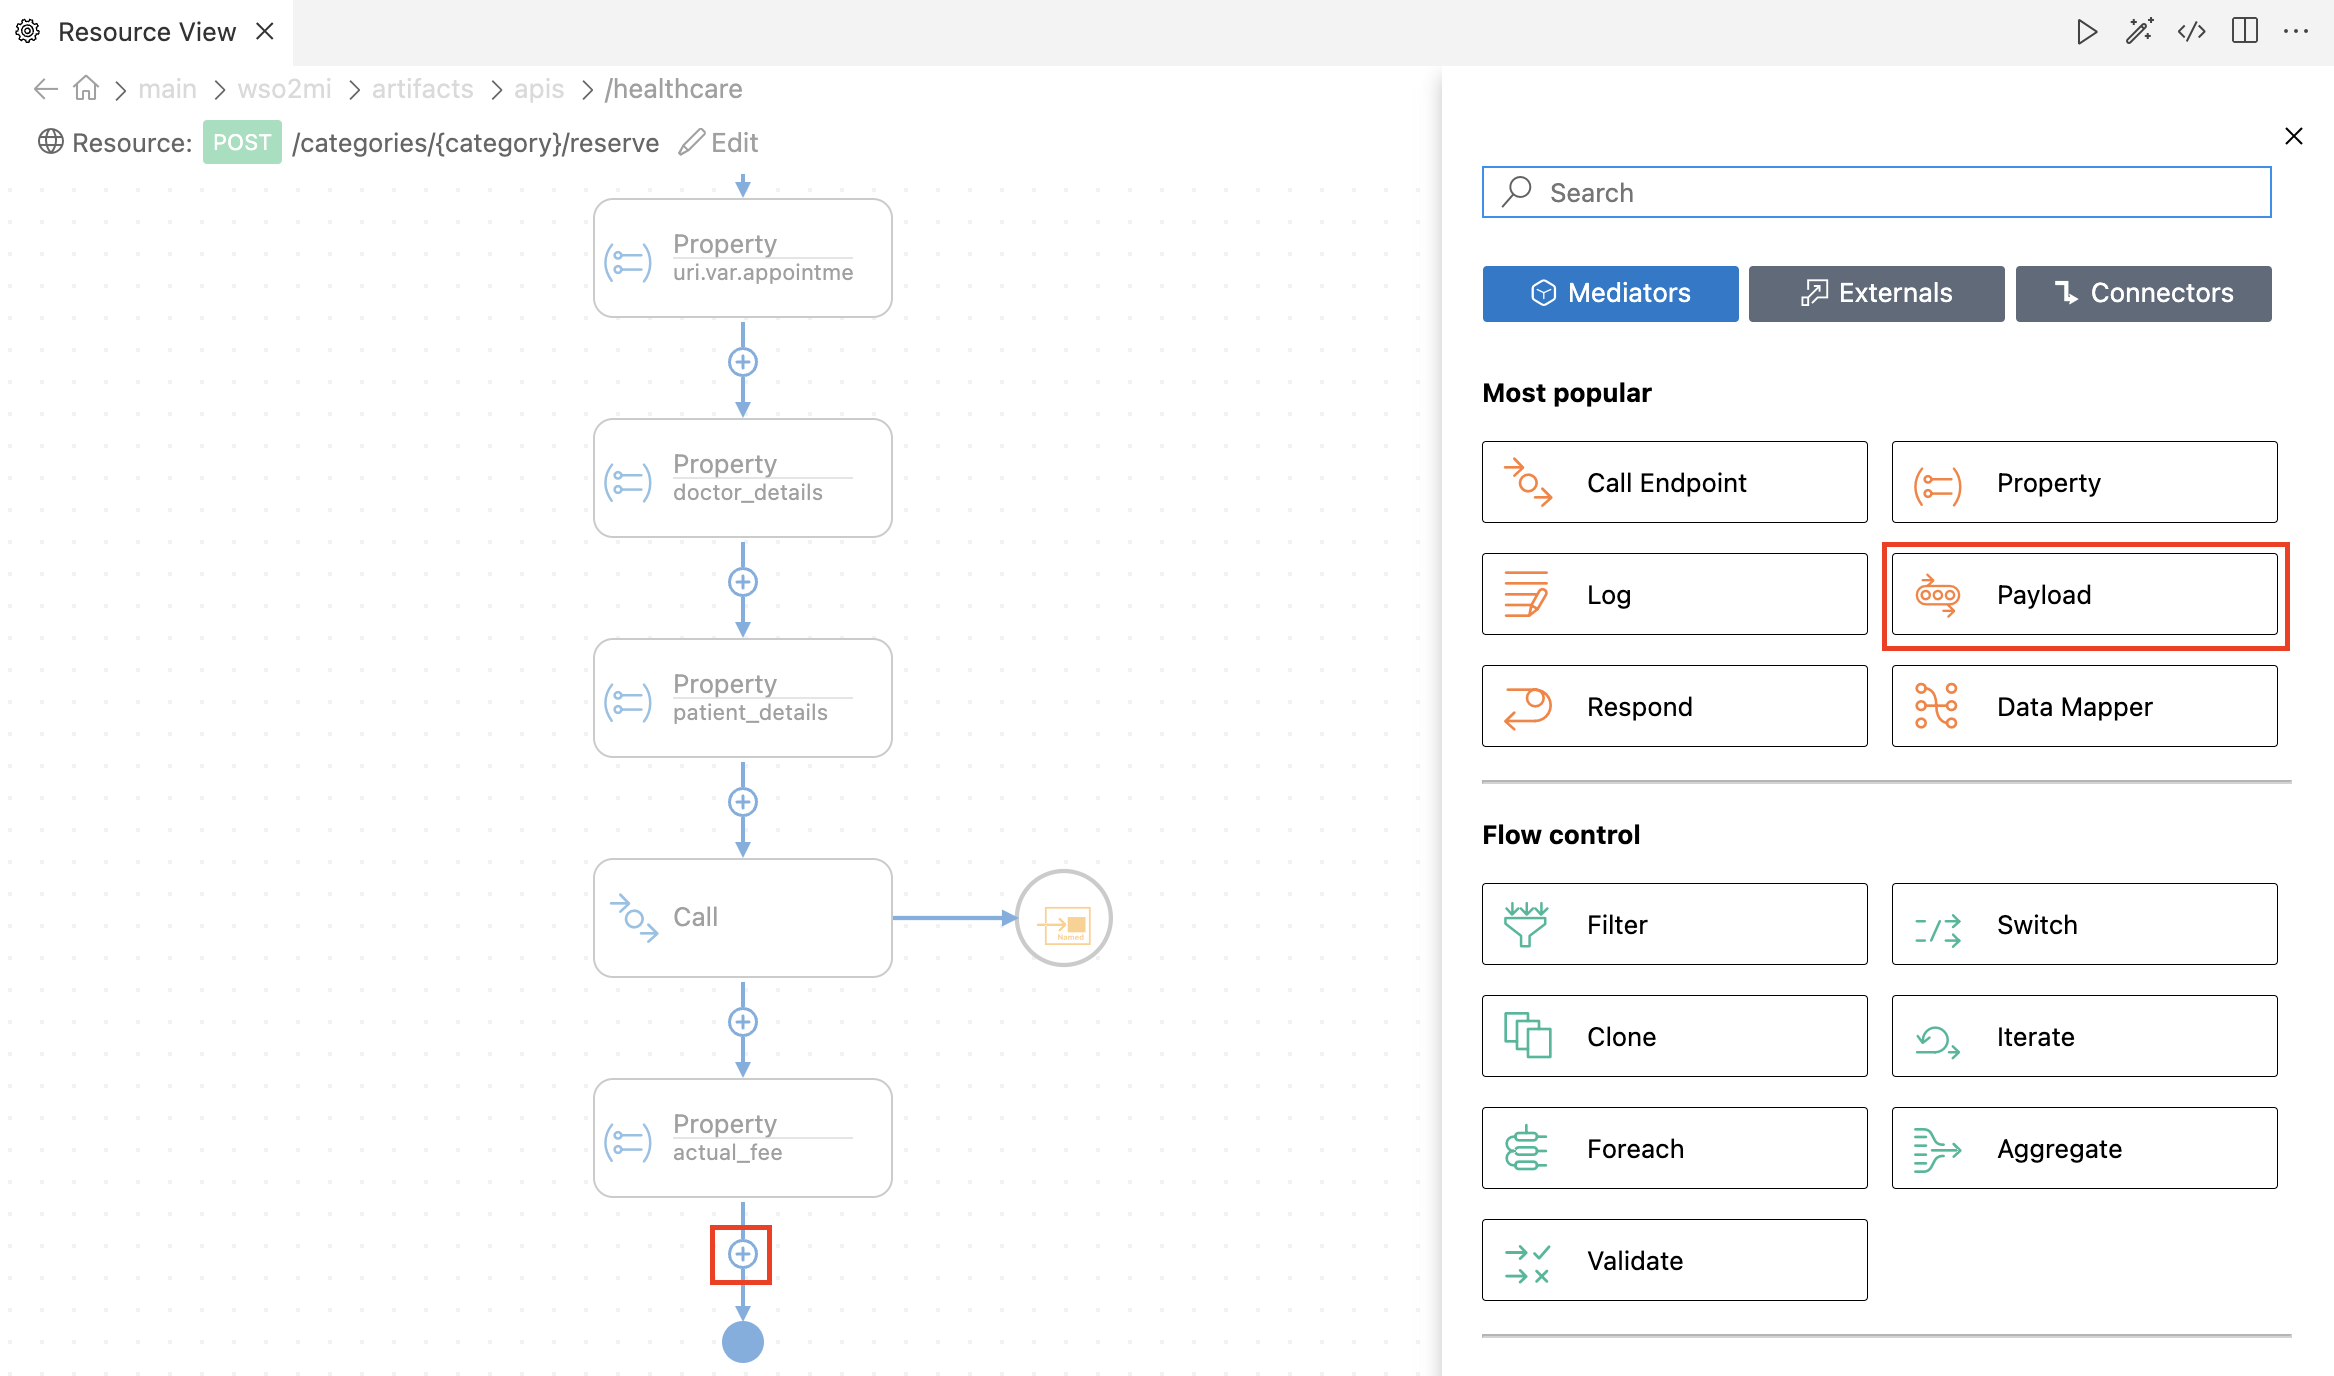 Resource View
main wso2mi artifacts apis /healthcare
Resource: POST /categories/{category}/reserve Edit
Property
uri.var.appointme
Property
doctor_details
Property
patient_details
Call
Named
Property
actual_fee
Search
Mediators Externals Connectors
Most popular
Call Endpoint Property
Log Payload
Respond Data Mapper
Flow control
Filter Switch
Clone Iterate
Foreach Aggregate
Validate